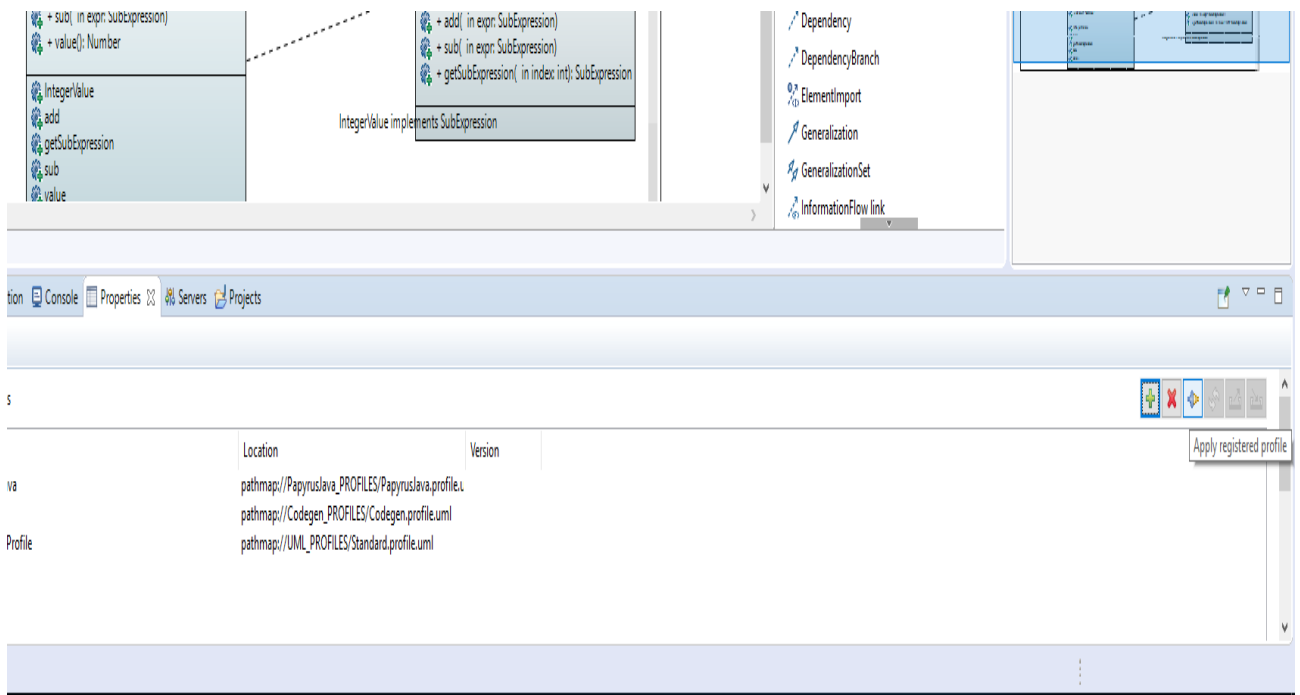 + sub( in expr: SubExpression)
+ value(): Number
IntegerValue
add
getSubExpression
sub
value
+ add( in expr: SubExpression)
+ sub( in expr: SubExpression)
+ getSubExpression( in index: int): SubExpression
IntegerValue implements SubExpression
Dependency
DependencyBranch
ElementImport
Generalization
GeneralizationSet
InformationFlow link
tion Console Properties Servers Projects
s
Apply registered profile
Location Version
va pathmap://PapyrusJava_PROFILES/PapyrusJava.profile.u
pathmap://Codegen_PROFILES/Codegen.profile.uml
Profile pathmap://UML_PROFILES/Standard.profile.uml